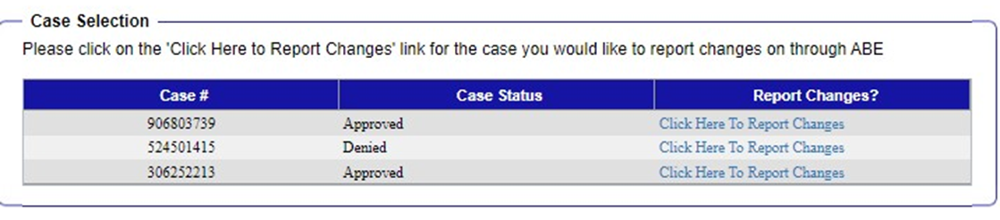 Case Selection
Please click on the 'Click Here to Report Changes' link for the case you would like to report changes on through ABE
Case # Case Status Report Changes?
906803739 Approved Click Here To Report Changes
524501415 Denied Click Here To Report Changes
306252213 Approved Click Here To Report Changes